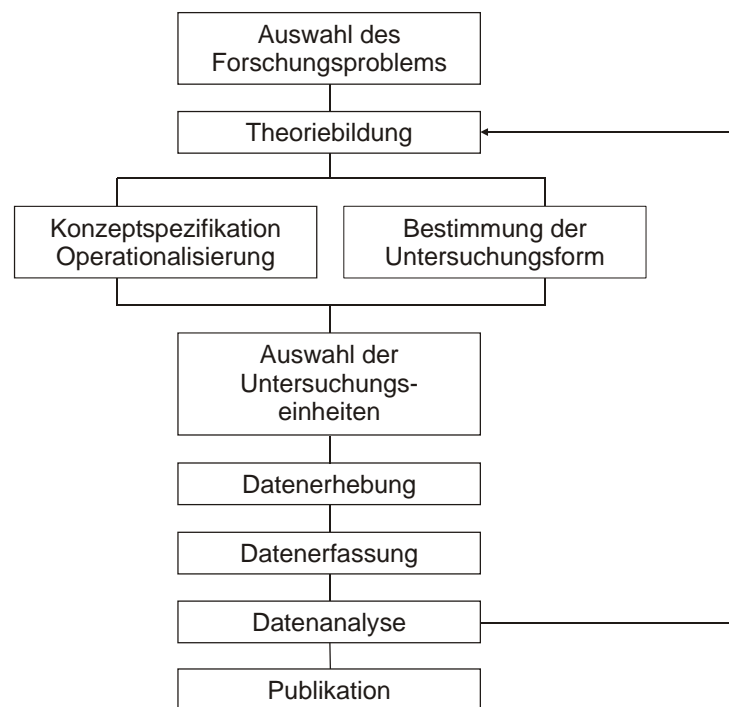 Auswahl des
Forschungsproblems
Theoriebildung
Konzeptspezifikation
Operationalisierung
Bestimmung der
Untersuchungsform
Auswahl der
Untersuchungs-
einheiten
Datenerhebung
Datenerfassung
Datenanalyse
Publikation